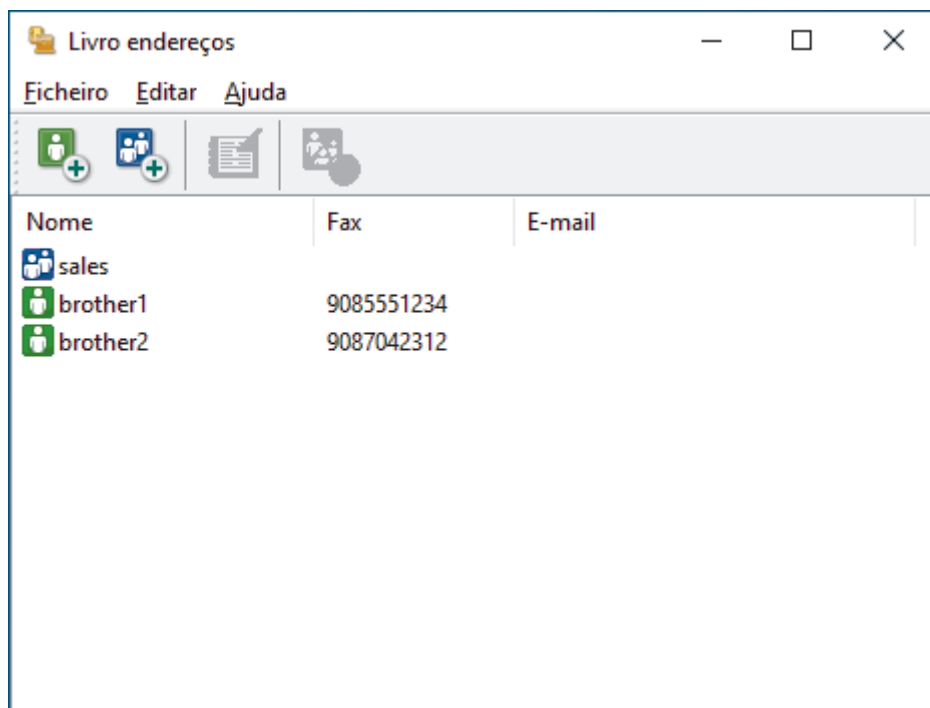 Livro endereços
Ficheiro Editar Ajuda
Nome Fax E-mail
sales
brother1 9085551234
brother2 9087042312